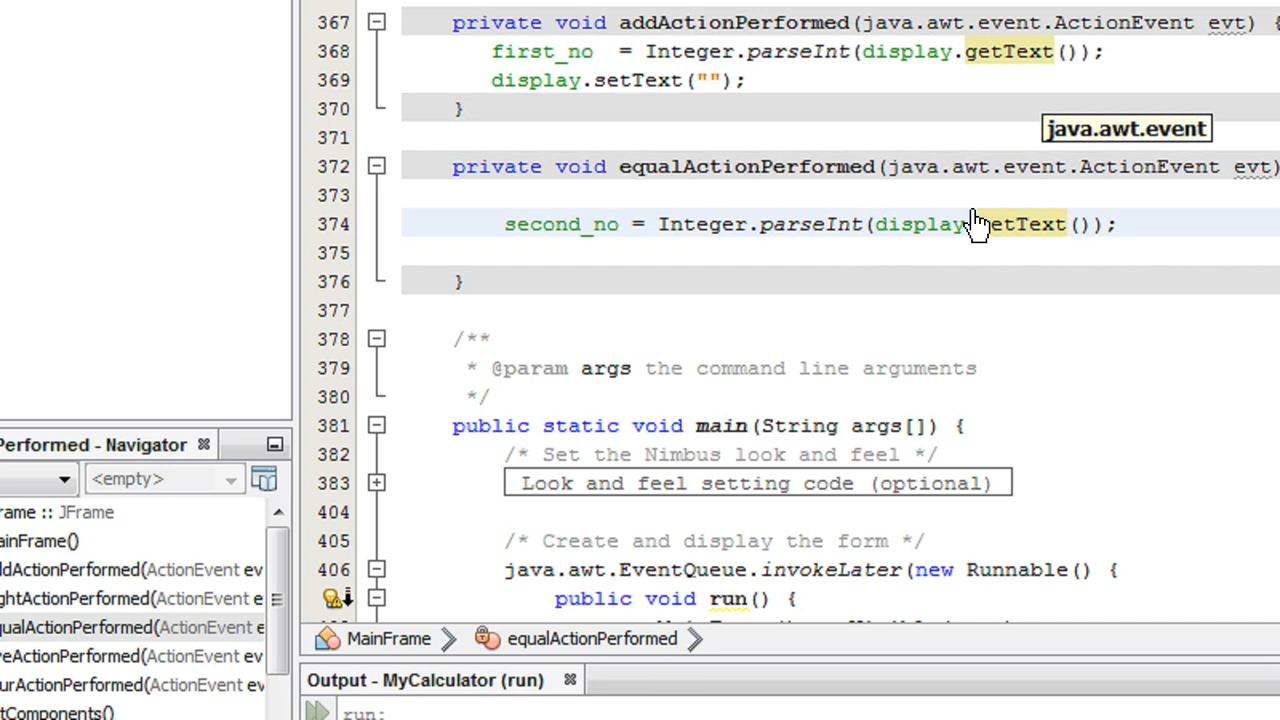 367 private void addActionPerformed(java.awt.event.ActionEvent evt) {
368 first_no = Integer.parseInt(display.getText());
369 display.setText("");
370 }
371
java.awt.event
372 private void equalActionPerformed(java.awt.event.ActionEvent evt)
373
374 second_no = Integer.parseInt(display.getText());
375
376 }
377
378 /**
379 * @param args the command line arguments
380 */
381 public static void main(String args[]) {
382 /* Set the Nimbus look and feel */
383 Look and feel setting code (optional)
404
405 /* Create and display the form */
406 java.awt.EventQueue.invokeLater(new Runnable() {
public void run() {
Performed - Navigator
<empty>
rame :: JFrame
ainFrame()
ddActionPerformed(ActionEvent ev
ghtActionPerformed(ActionEvent e
qualActionPerformed(ActionEvent e
veActionPerformed(ActionEvent ev
urActionPerformed(ActionEvent ev
tComponents()
MainFrame equalActionPerformed
Output - MyCalculator (run)
run: